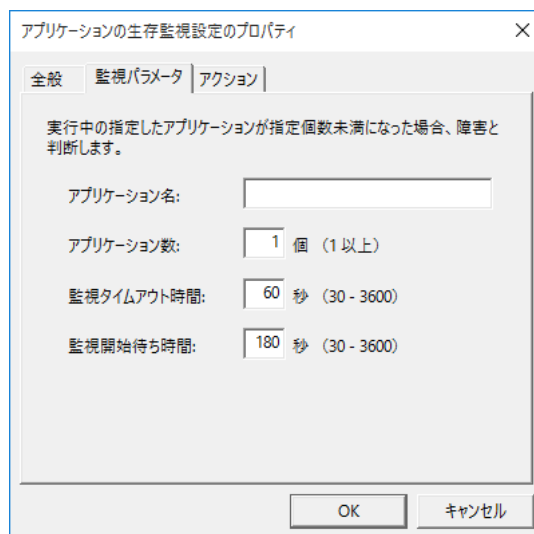 アプリケーションの生存監視設定のプロパティ
全般 監視パラメータ アクション
実行中の指定したアプリケーションが指定個数未満になった場合、障害と
判断します。
アプリケーション名:
アプリケーション数: 1 個 (1 以上)
監視タイムアウト時間: 60 秒 (30 - 3600)
監視開始待ち時間: 180 秒 (30 - 3600)
OK キャンセル